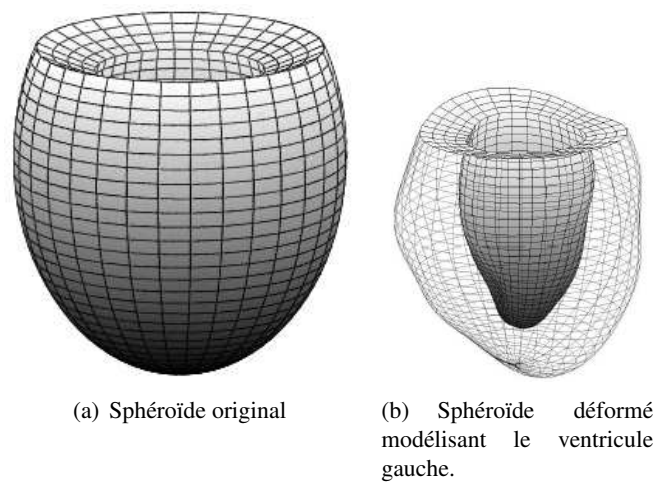 (a) Sphéroïde original
(b) Sphéroïde déformé
modélisant le ventricule
gauche.